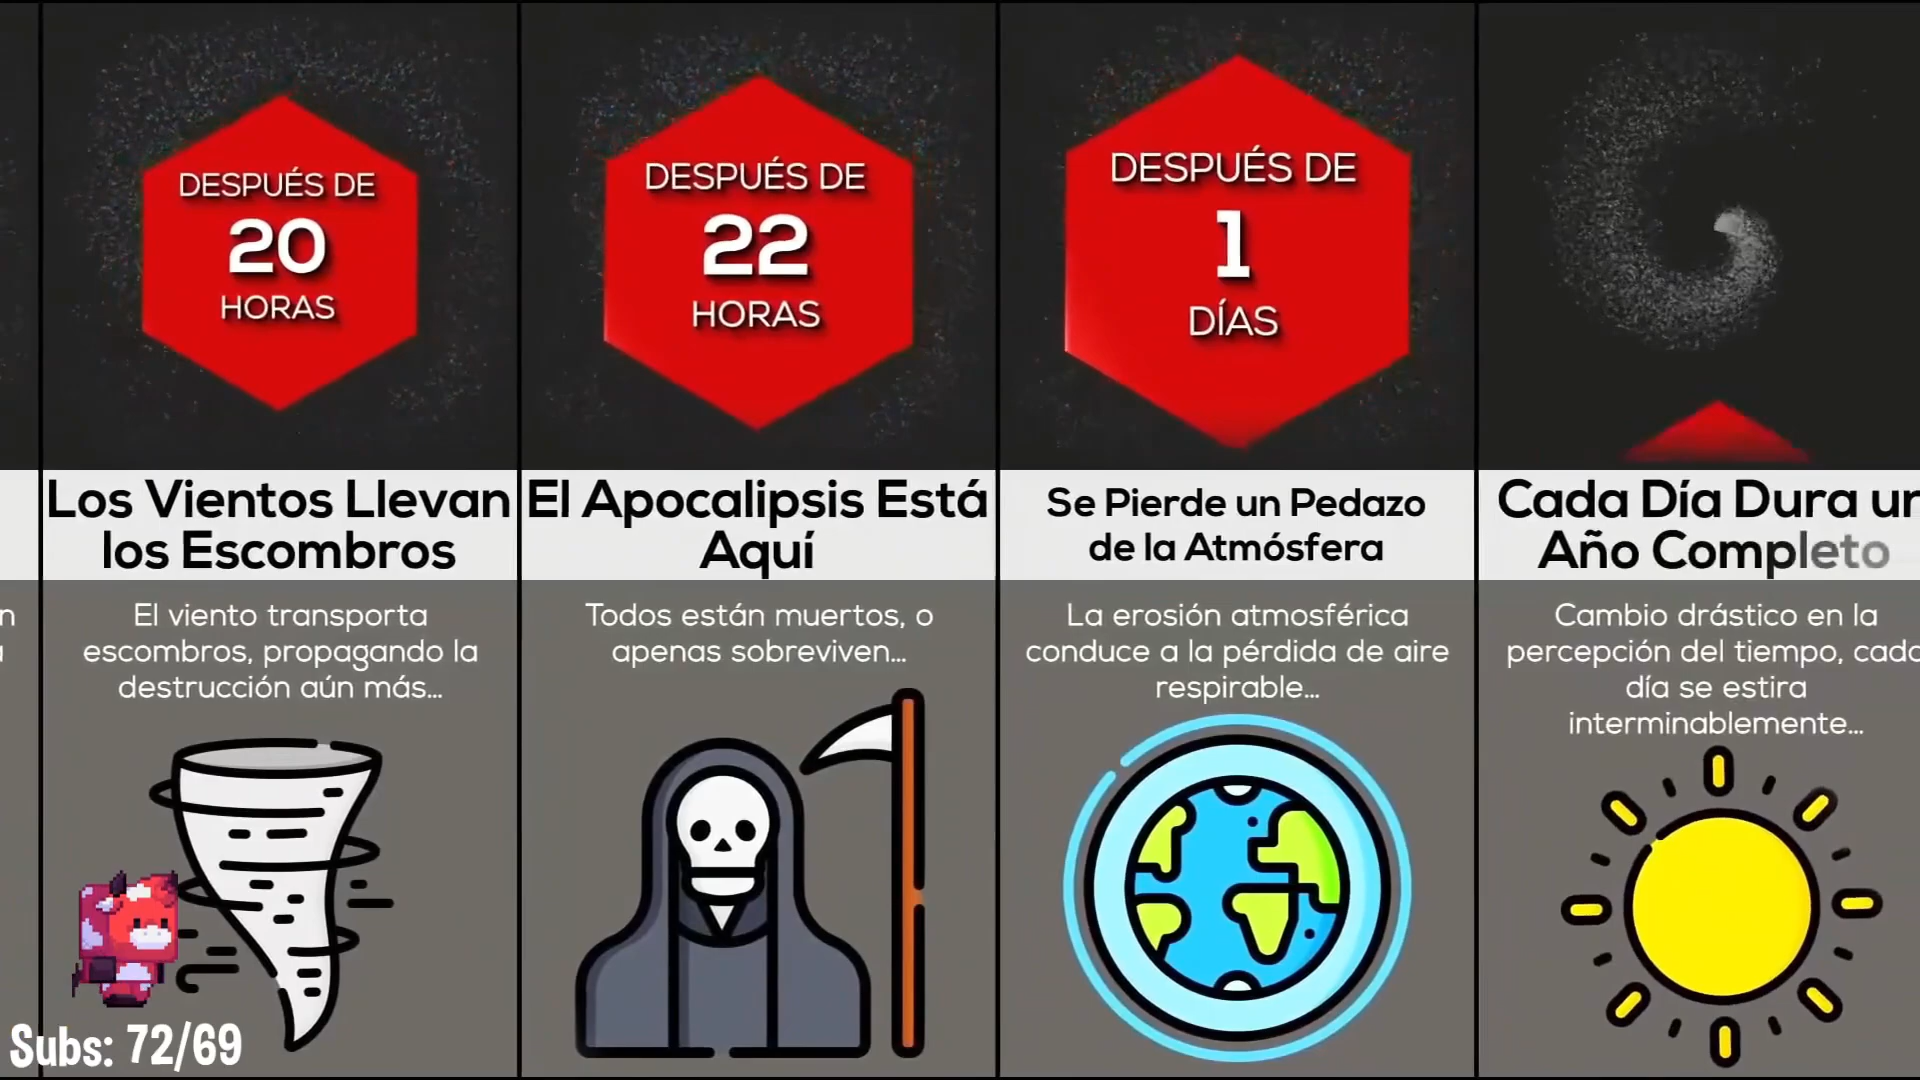 DESPUÉS DE
20
HORAS
Los Vientos Llevan
los Escombros
El viento transporta
escombros, propagando la
destrucción aún más...
DESPUÉS DE
22
HORAS
El Apocalipsis Está
Aquí
Todos están muertos, o
apenas sobreviven...
DESPUÉS DE
1
DÍAS
Se Pierde un Pedazo
de la Atmósfera
La erosión atmosférica
conduce a la pérdida de aire
respirable...
Cada Día Dura
Año Completo
Cambio drástico en la
percepción del tiempo,
día se estira
interminablemente...
Subs: 72/69